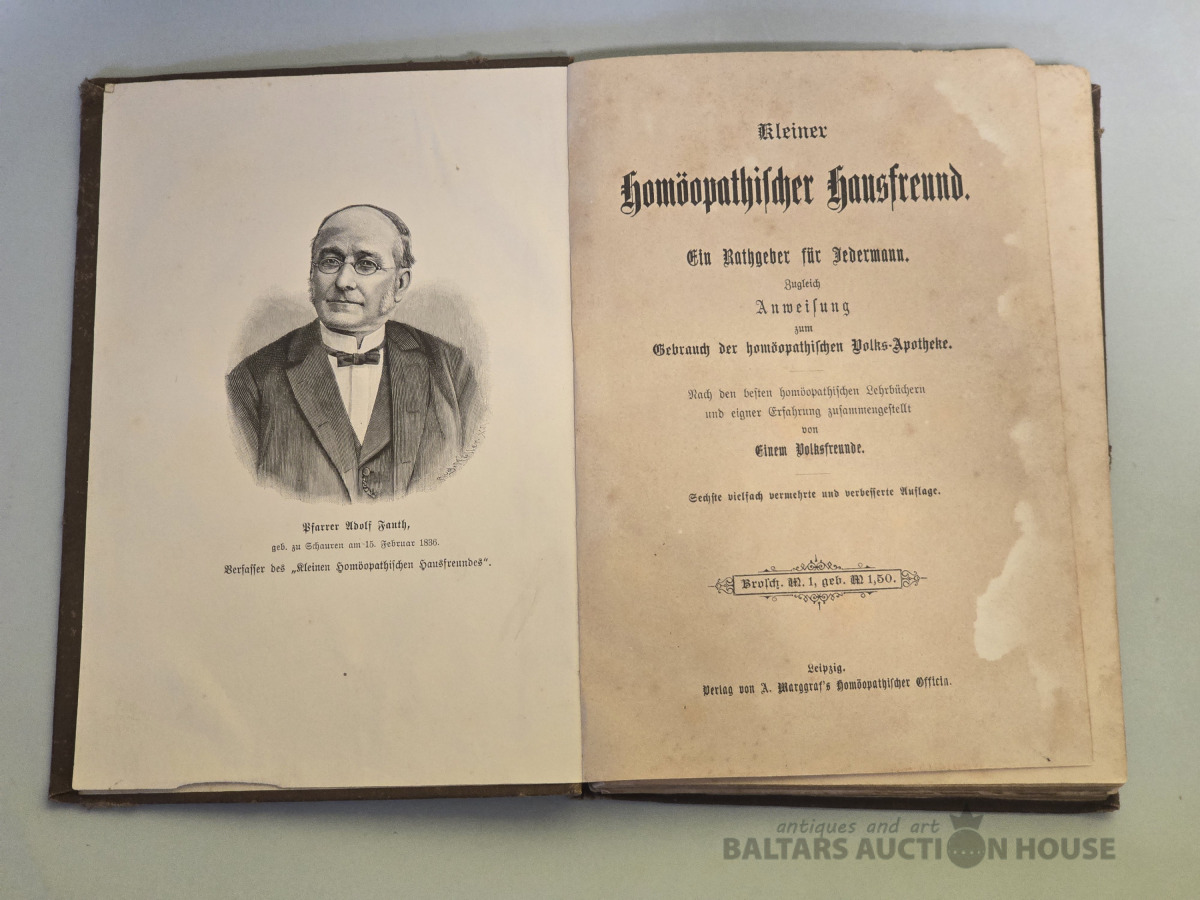 Pfarrer Adolf Fauth,
geb. zu Schauren am 15. Februar 1836.
Verfasser des „Kleinen Homöopathischen Hausfreundes“.
Kleiner
Homöopathischer Hausfreund.
Ein Rathgeber für Jedermann.
Zugleich
Anweisung
zum
Gebrauch der homöopathischen Volks-Apotheke.
Nach den besten homöopathischen Lehrbüchern
und eigner Erfahrung zusammengestellt
von
Einem Volksfreunde.
Sechste vielfach vermehrte und verbesserte Auflage.
Brosch. M. 1, geb. M 1,50.
Leipzig.
Verlag von A. Marggraf's Homöopathischer Officin.
antiques and art
BALTARS AUCTION HOUSE